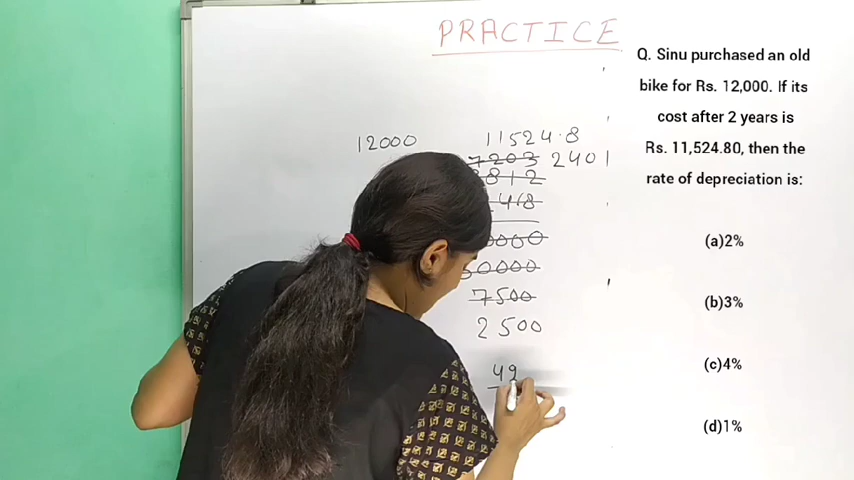 PRACTICE
12000
11524.8
7203 2401
2500
49
Q. Sinu purchased an old
bike for Rs. 12,000. If its
cost after 2 years is
Rs. 11,524.80, then the
rate of depreciation is:
(a)2%
(b)3%
(c)4%
(d)1%
7500